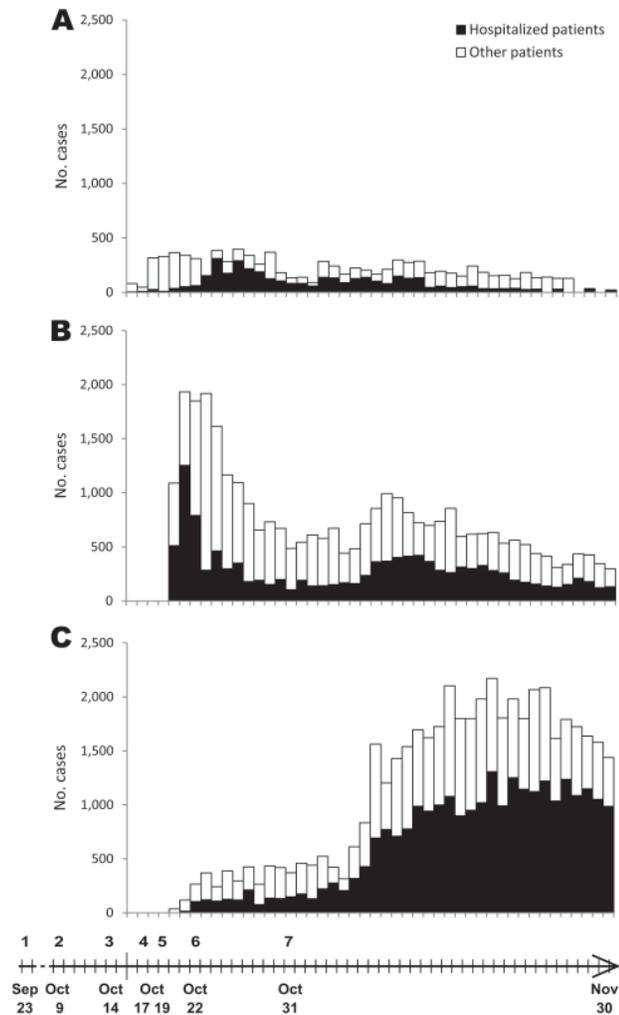 A
2,500
Hospitalized patients
Other patients
2,000
1,500
1,000
500
0
No. cases
B
2,500
2,000
1,500
1,000
500
0
No. cases
C
2,500
2,000
1,500
1,000
500
0
No. cases
1 2 3 4 5 6 7
Sep Oct Oct Oct Oct Oct Nov
23 9 14 17 19 22 31 30